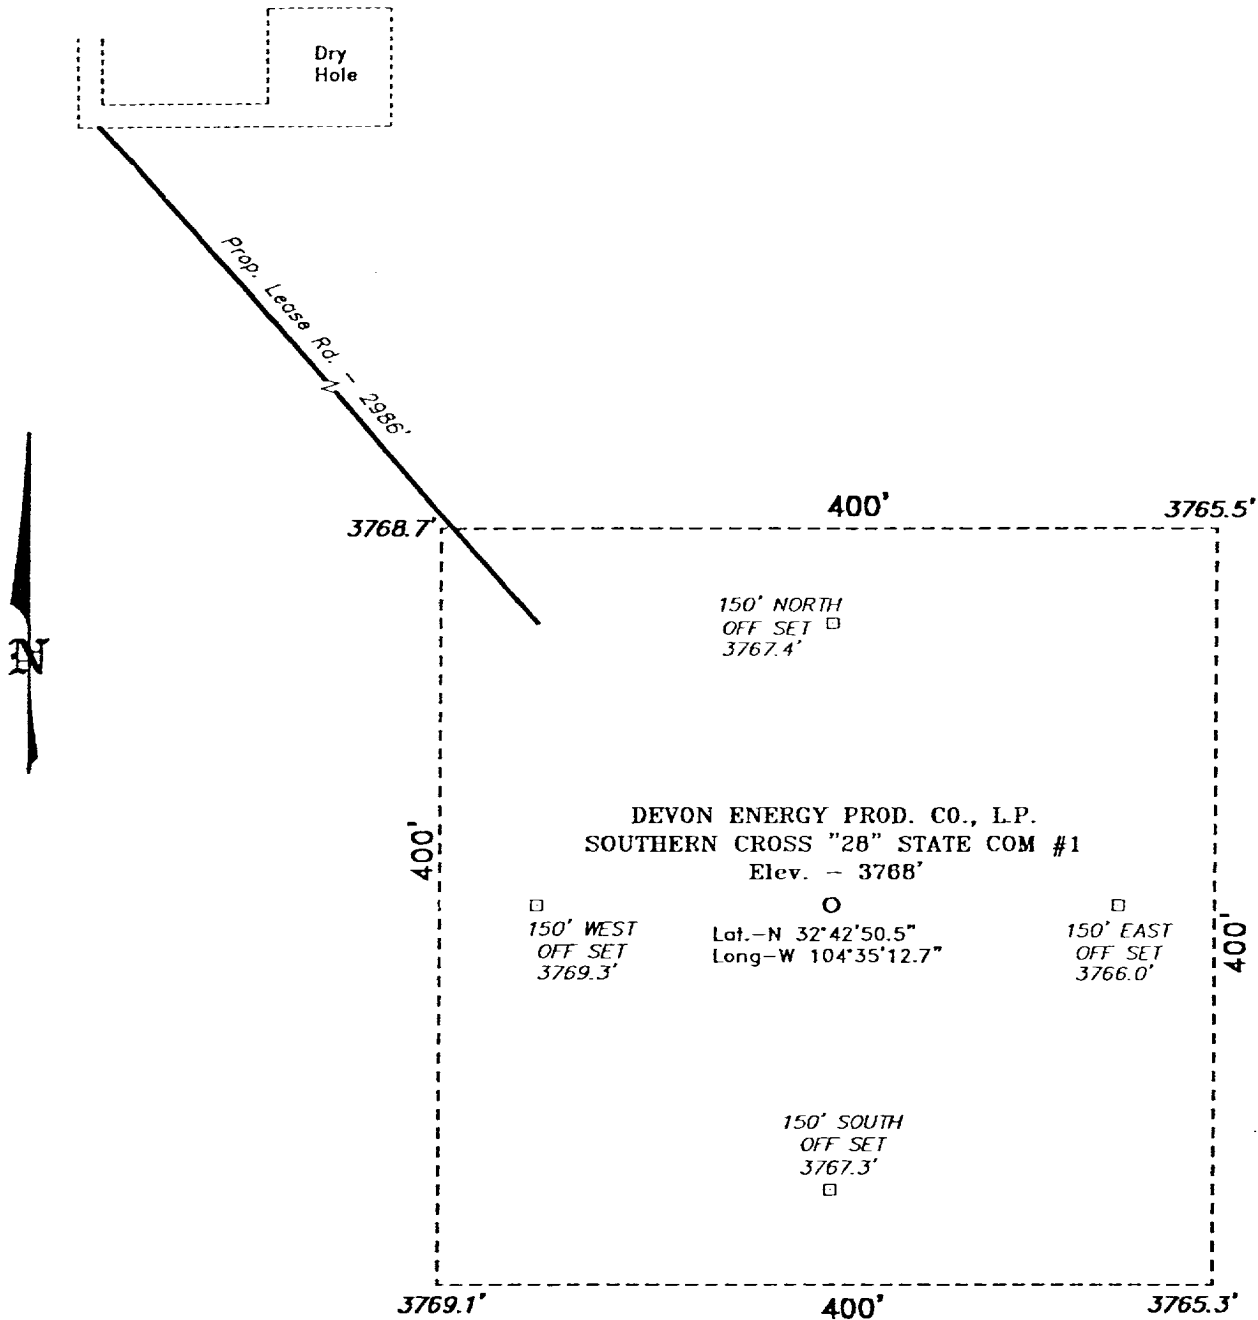 Dry
Hole
Prop. Lease Rd. - 2986'
400'
3768.7'
3765.5'
150' NORTH
OFF SET
3767.4'
N
DEVON ENERGY PROD. CO., L.P.
SOUTHERN CROSS "28" STATE COM #1
Elev. - 3768'
400'
150' WEST
OFF SET
3769.3'
Lat.-N 32°42'50.5"
Long-W 104°35'12.7"
150' EAST
OFF SET
3766.0'
400'
150' SOUTH
OFF SET
3767.3'
3769.1'
400'
3765.3'